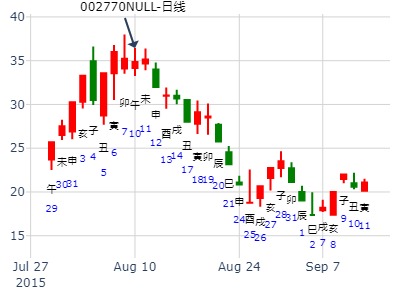 002770NULL-日线
40
35
30
25
20
15
午 29
未 30
申 31
亥 3
子 4
丑 5
寅 6
卯 7
午 10
未 11
申 12
酉 13
戌 14
丑 17
寅 18
卯 19
辰 20
巳 21
申 24
酉 25
戌 26
亥 27
子 28
卯 31
辰 1
巳 2
戌 7
亥 8
子 9
丑 10
寅 11
Jul 27
2015
Aug 10
Aug 24
Sep 7